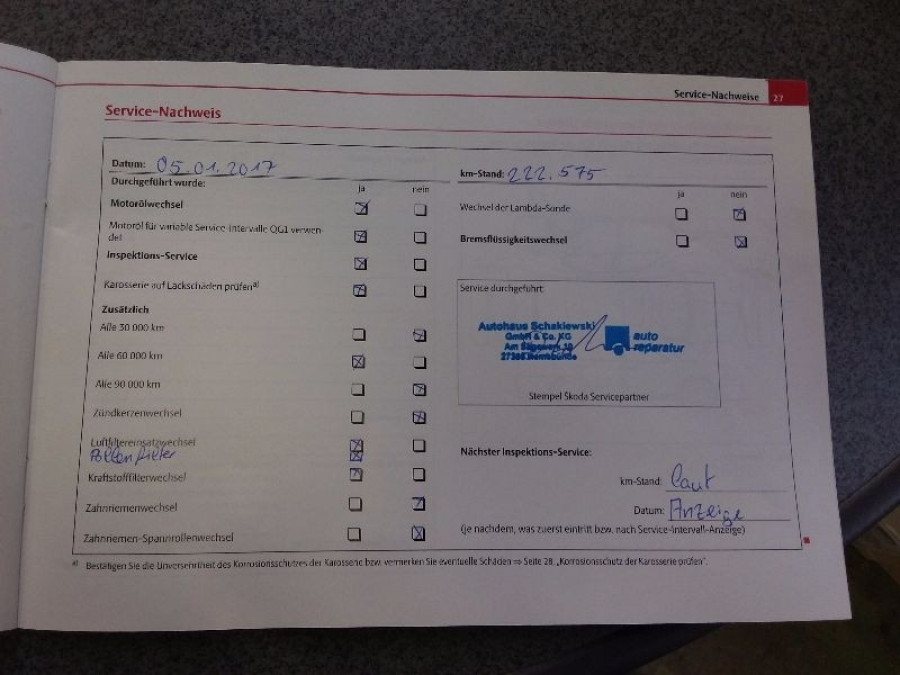 Service-Nachweise 27
Service-Nachweis
Datum: 05.01.2017
Durchgeführt wurde:
ja nein
Motorölwechsel
Motoröl für variable Service-Intervalle QG1 verwen-
det
Inspektions-Service
Karosserie auf Lackschäden prüfen a)
Zusätzlich
Alle 30 000 km
Alle 60 000 km
Alle 90 000 km
Zündkerzenwechsel
Luftfiltereinsatzwechsel
Pollenfilter
Kraftstofffilterwechsel
Zahnriemenwechsel
Zahnriemen-Spannrollenwechsel
km-Stand: 222.575
ja nein
Wechsel der Lambda-Sonde
Bremsflüssigkeitswechsel
Service durchgeführt:
Autohaus Schakiewski
GmbH & Co. KG
Am
auto
reparatur
Stempel Skoda Servicepartner
Nächster Inspektions-Service:
km-Stand: laut
Datum: Anzeige
(je nachdem, was zuerst eintritt bzw. nach Service-Intervall-Anzeige)
a) Bestätigen Sie die Unversehrtheit des Korrosionsschutzes der Karosserie bzw. vermerken Sie eventuelle Schäden ⇒ Seite 28, „Korrosionsschutz der Karosserie prüfen".